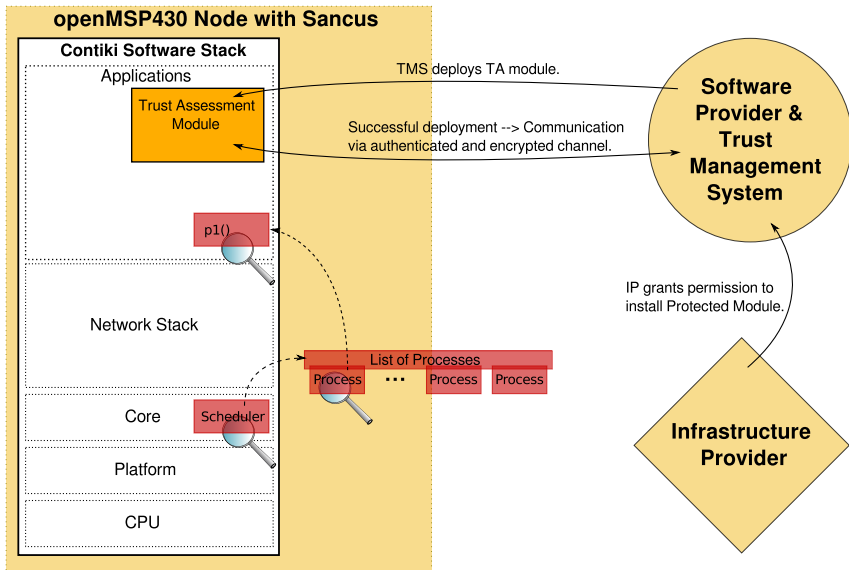 openMSP430 Node with Sancus
Contiki Software Stack
Applications
Trust Assessment
Module
TMS deploys TA module.
Successful deployment --> Communication
via authenticated and encrypted channel.
Software
Provider &
Trust
Management
System
p1()
IP grants permission to
install Protected Module.
Network Stack
List of Processes
Process
...
Process
Process
Core
Scheduler
Infrastructure
Provider
Platform
CPU